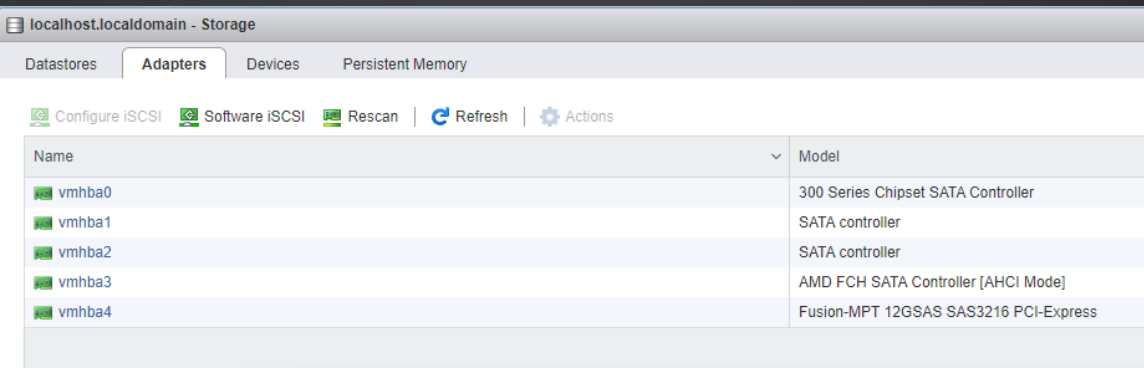 localhost.localdomain - Storage
Datastores Adapters Devices Persistent Memory
Configure iSCSI Software iSCSI Rescan Refresh Actions
Name Model
vmhba0 300 Series Chipset SATA Controller
vmhba1 SATA controller
vmhba2 SATA controller
vmhba3 AMD FCH SATA Controller [AHCI Mode]
vmhba4 Fusion-MPT 12GSAS SAS3216 PCI-Express